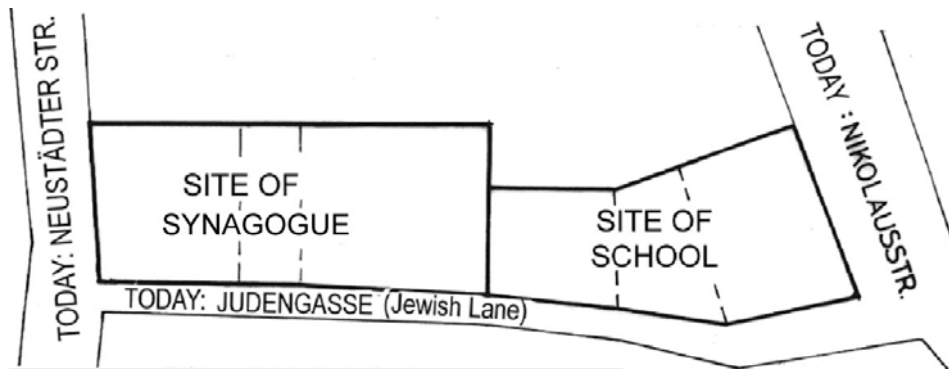 TODAY: NEUSTÄDTER STR.
SITE OF
SYNAGOGUE
SITE OF
SCHOOL
TODAY : NIKOLAUSSTR.
TODAY: JUDENGASSE (Jewish Lane)